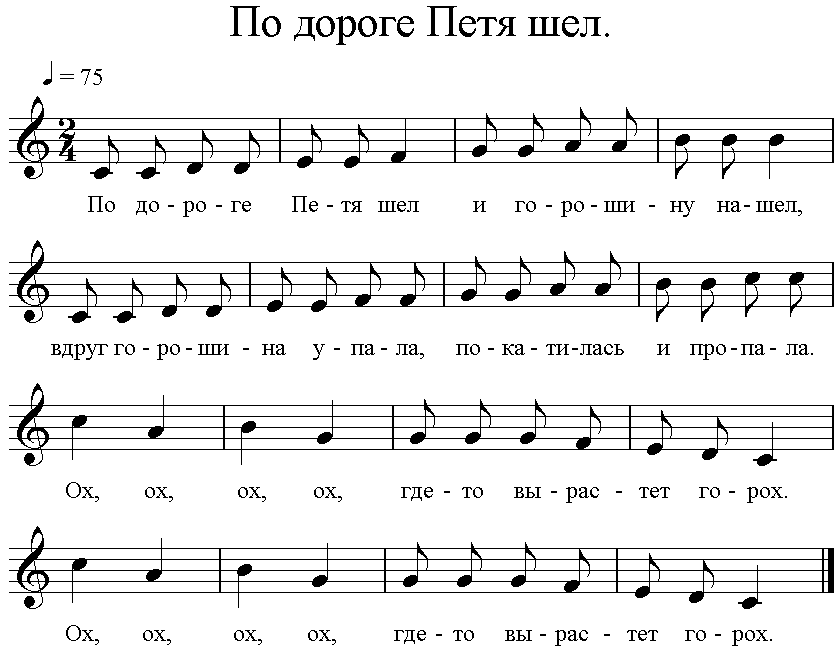 По дороге Петя шел.
= 75
2
4
По до - ро - ге Пе - тя шел и го - ро - ши - ну на - шел,
вдруг го - ро - ши - на у - па - ла, по - ка - ти - лась и про - па - ла.
Ох, ох, ох, ох, где - то вы - рас - тет го - рох.
Ох, ох, ох, ох, где - то вы - рас - тет го - рох.